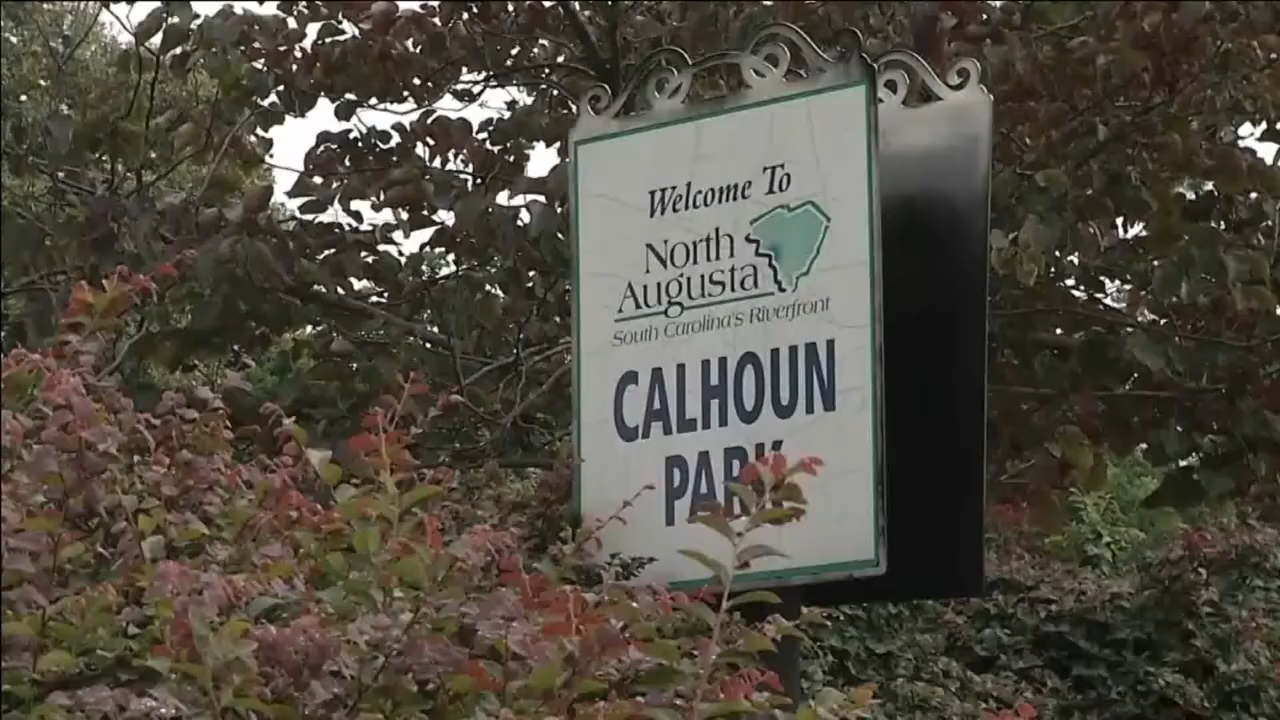 Welcome To
North
Augusta
South Carolina's Riverfront
CALHOUN
PARK